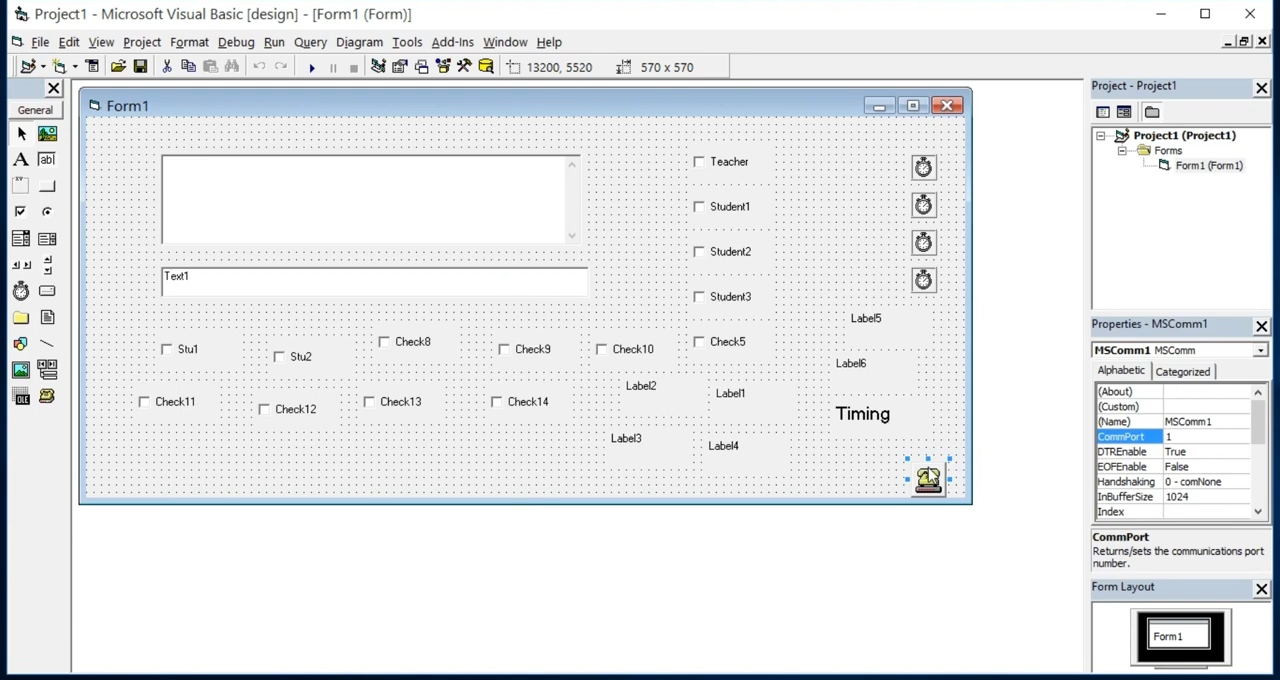 Project1 - Microsoft Visual Basic [design] - [Form1 (Form)]
File Edit View Project Format Debug Run Query Diagram Tools Add-Ins Window Help
13200, 5520 570 x 570
General
Form1
Text1
Teacher
Student1
Student2
Student3
Stu1 Stu2 Check8 Check9 Check10 Check5
Check11 Check12 Check13 Check14
Label5
Label6
Label2 Label1
Timing
Label3 Label4
Project - Project1
Project1 (Project1)
Forms
Form1 (Form1)
Properties - MSComm1
MSComm1 MSComm
Alphabetic Categorized
(About)
(Custom)
(Name) MSComm1
CommPort 1
DTREnable True
EOFEnable False
Handshaking 0 - comNone
InBufferSize 1024
Index
CommPort
Returns/sets the communications port
number.
Form Layout
Form1